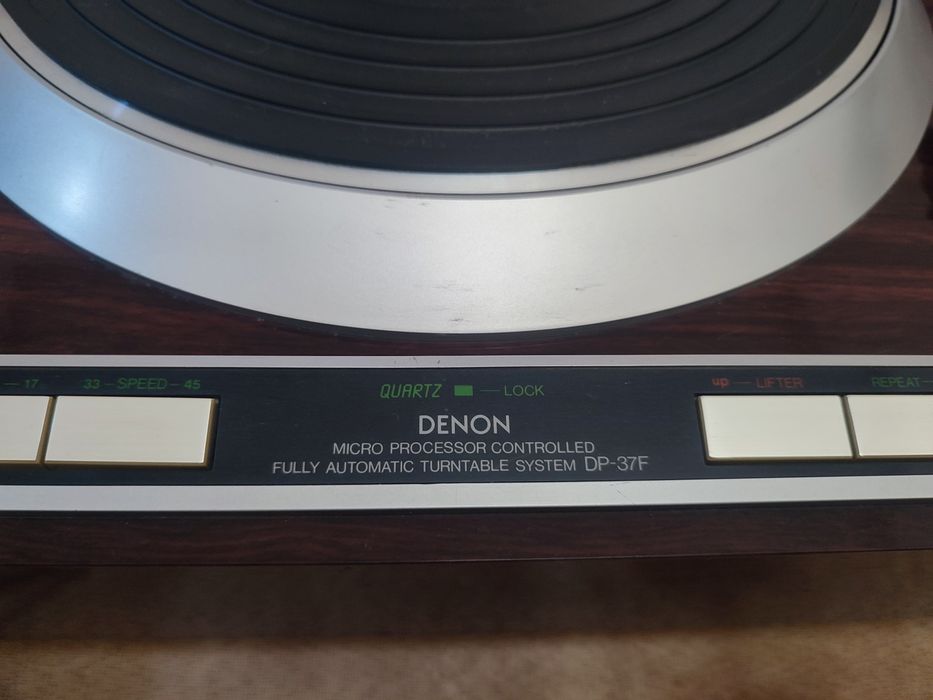 — 17 33 – SPEED – 45 QUARTZ — LOCK up — LIFTER REPEAT –
DENON
MICRO PROCESSOR CONTROLLED
FULLY AUTOMATIC TURNTABLE SYSTEM DP-37F